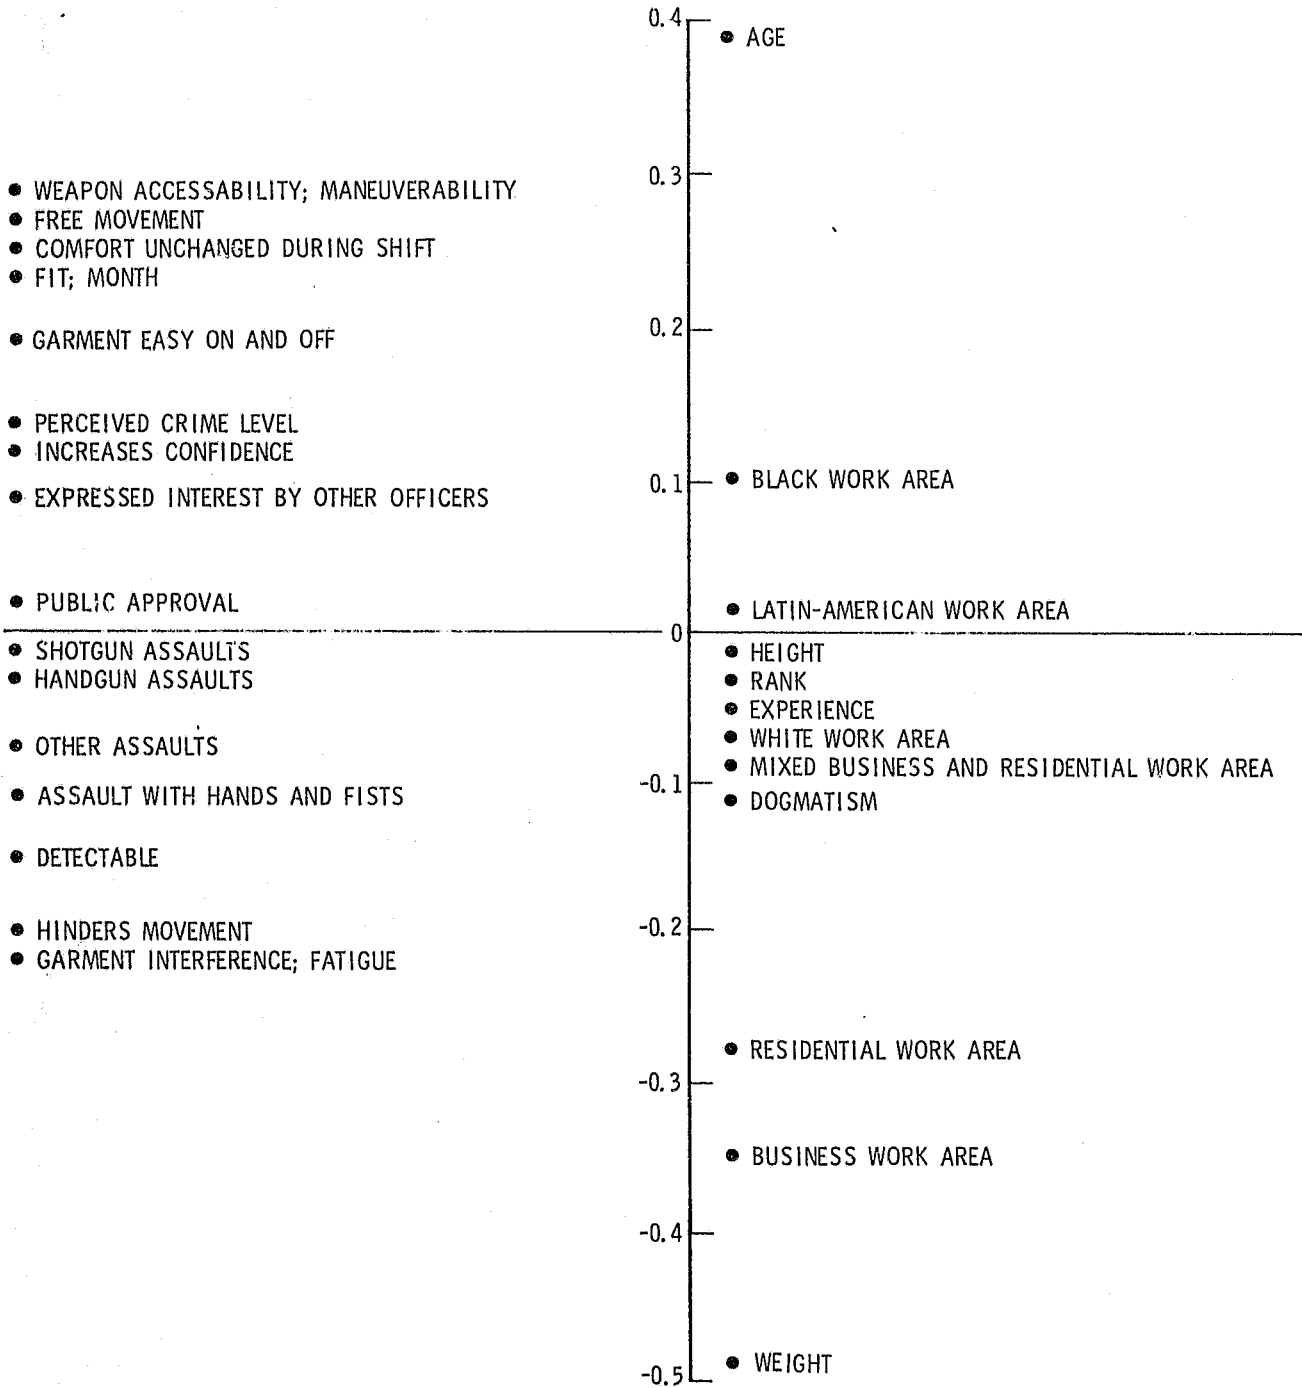 0.4
• AGE
0.3
• WEAPON ACCESSABILITY; MANEUVERABILITY
• FREE MOVEMENT
• COMFORT UNCHANGED DURING SHIFT
• FIT; MONTH
0.2
• GARMENT EASY ON AND OFF
• PERCEIVED CRIME LEVEL
• INCREASES CONFIDENCE
0.1
• BLACK WORK AREA
• EXPRESSED INTEREST BY OTHER OFFICERS
• PUBLIC APPROVAL
• LATIN-AMERICAN WORK AREA
0
• SHOTGUN ASSAULTS
• HEIGHT
• HANDGUN ASSAULTS
• RANK
• EXPERIENCE
• OTHER ASSAULTS
• WHITE WORK AREA
• MIXED BUSINESS AND RESIDENTIAL WORK AREA
-0.1
• ASSAULT WITH HANDS AND FISTS
• DOGMATISM
• DETECTABLE
-0.2
• HINDERS MOVEMENT
• GARMENT INTERFERENCE; FATIGUE
• RESIDENTIAL WORK AREA
-0.3
• BUSINESS WORK AREA
-0.4
• WEIGHT
-0.5